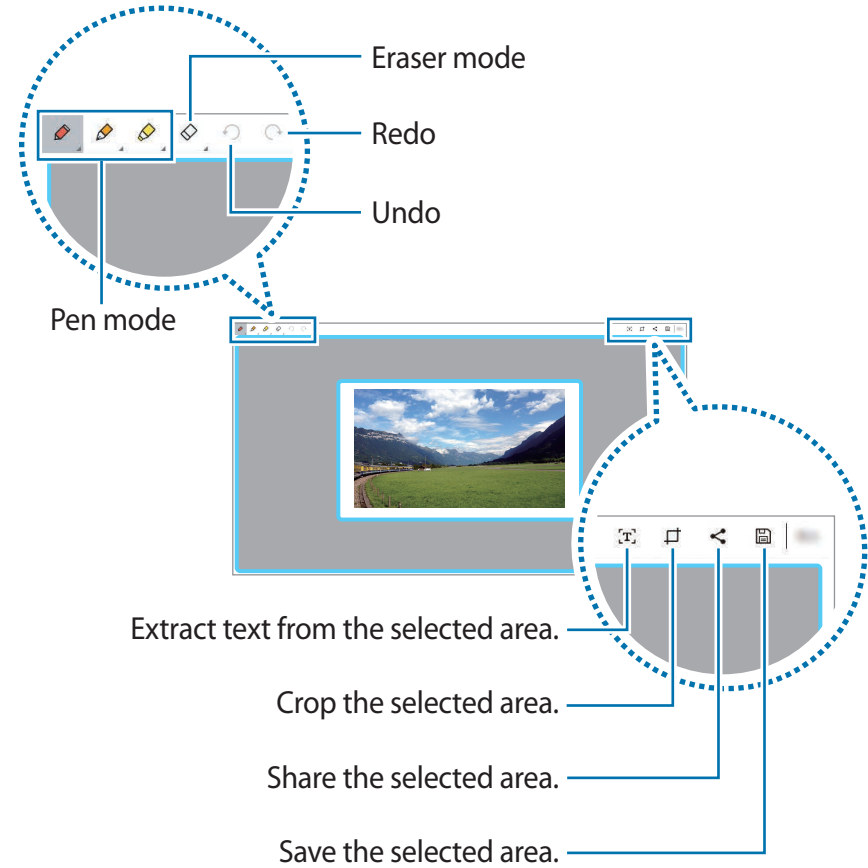 Eraser mode
Redo
Undo
Pen mode
T
Extract text from the selected area.
Crop the selected area.
Share the selected area.
Save the selected area.